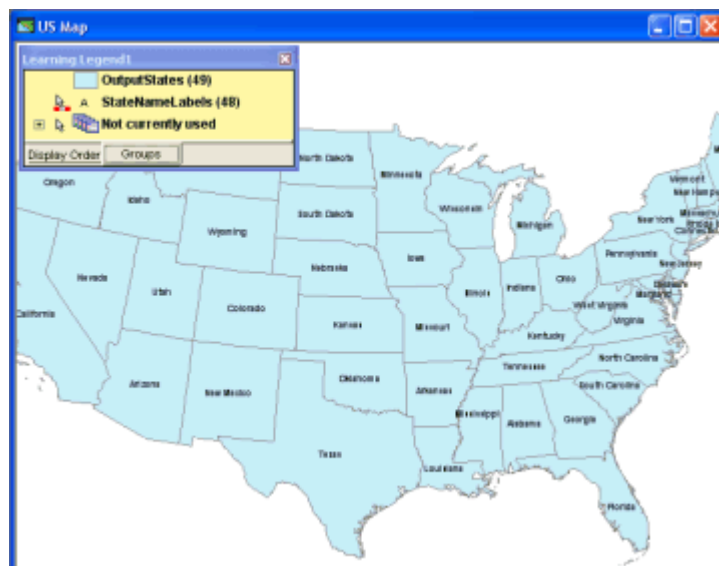 US Map
Learning Legend1
OutputStates (49)
A StateNameLabels (48)
Not currently used
Display Order Groups
North Dakota
Minnesota
Vermont
Oregon
Idaho
New Hamp
Wisconsin
South Dakota
Michigan
New York
Wyoming
Iowa
Pennsylvania
Nebraska
New Jersey
Nevada
Illinois
Indiana
Ohio
Utah
Colorado
Maryland
West Virginia
California
Kansas
Missouri
Virginia
Kentucky
North Carolina
Tennessee
Arizona
New Mexico
Oklahoma
Arkansas
South Carolina
Mississippi
Alabama
Georgia
Texas
Louisiana
Florida